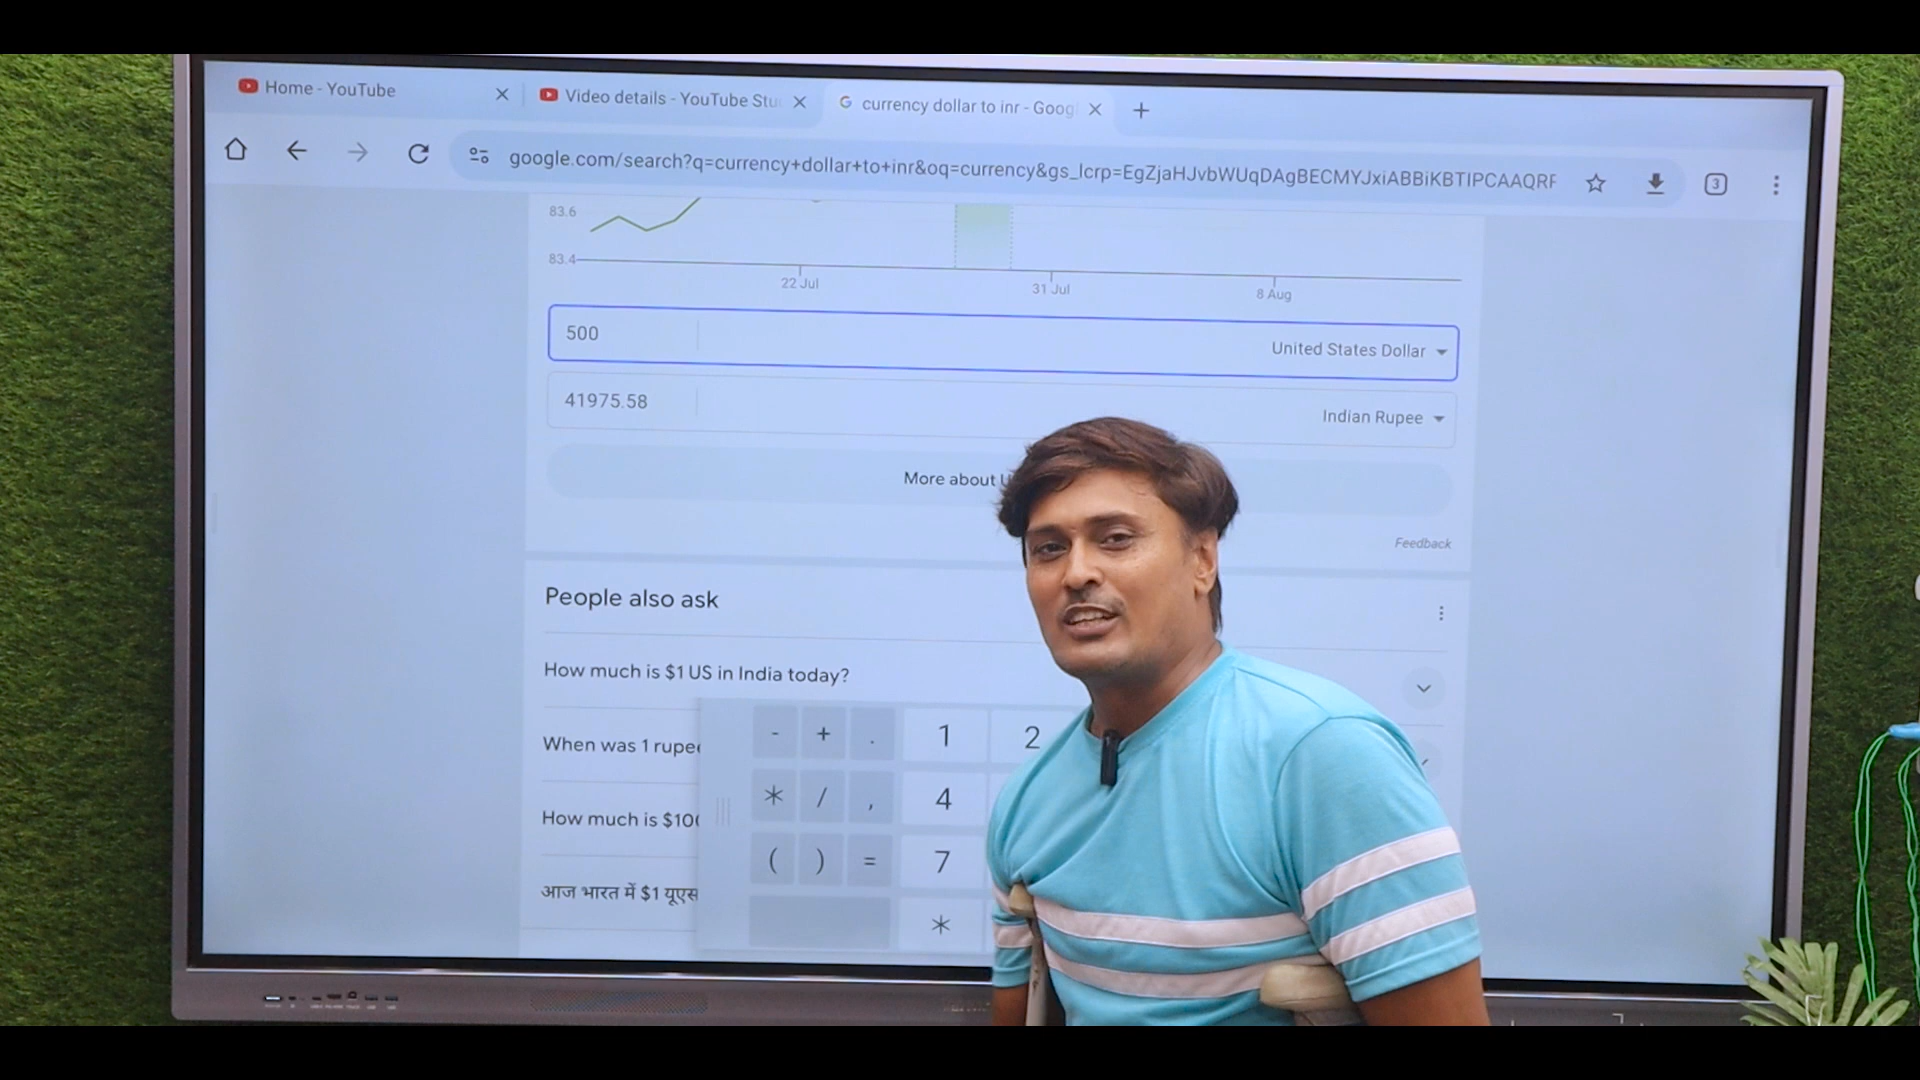 Home - YouTube
Video details - YouTube Stu
currency dollar to inr - Goog
google.com/search?q=currency+dollar+to+inr&oq=currency&gs_lcrp=EgZjaHJvbWUqDAgBECMYJxiABBiKBTIPCAAQRF
3
83.6
83.4
22 Jul
31 Jul
8 Aug
500
United States Dollar
41975.58
Indian Rupee
More about
Feedback
People also ask
How much is $1 US in India today?
When was 1 rupe
How much is $10
आज भारत में $1 यूएस
- + . 1 2
* / , 4
( ) = 7
*